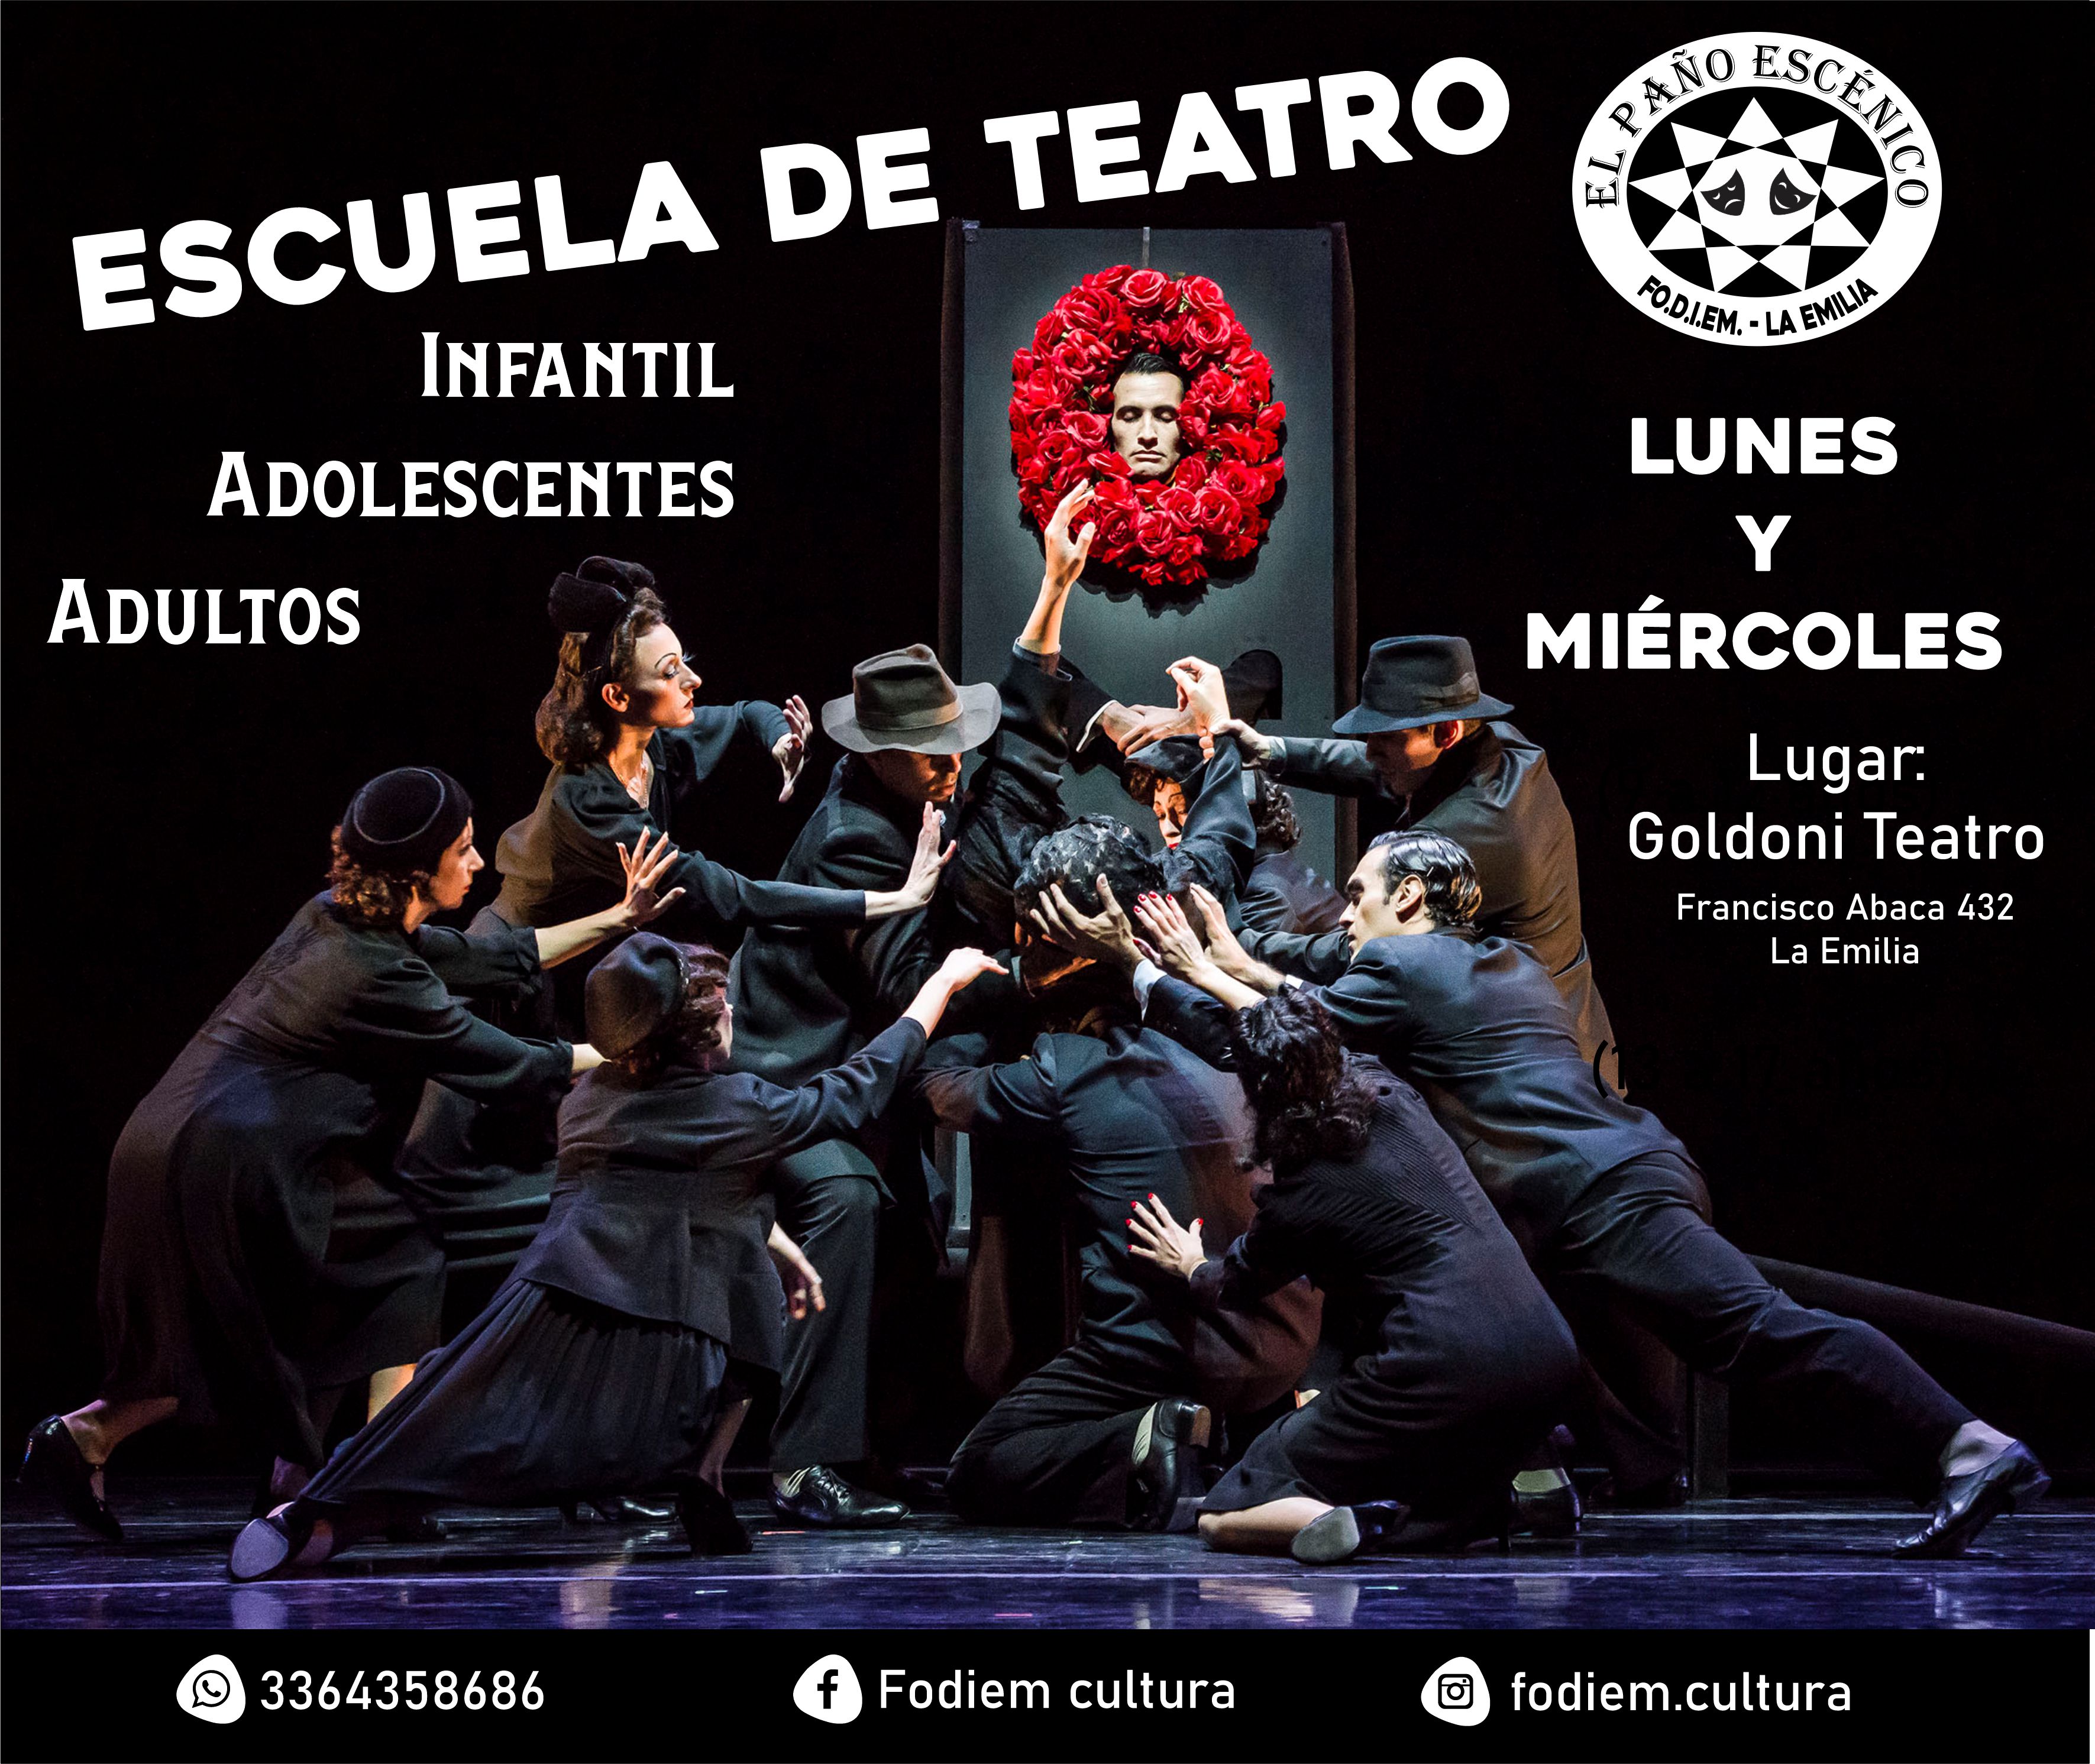 ESCUELA DE TEATRO
INFANTIL
ADOLESCENTES
ADULTOS
EL PAÑO ESCÉNICO
FO.D.I.EM. - LA EMILIA
LUNES
Y
MIÉRCOLES
Lugar:
Goldoni Teatro
Francisco Abaca 432
La Emilia
3364358686
Fodiem cultura
fodiem.cultura